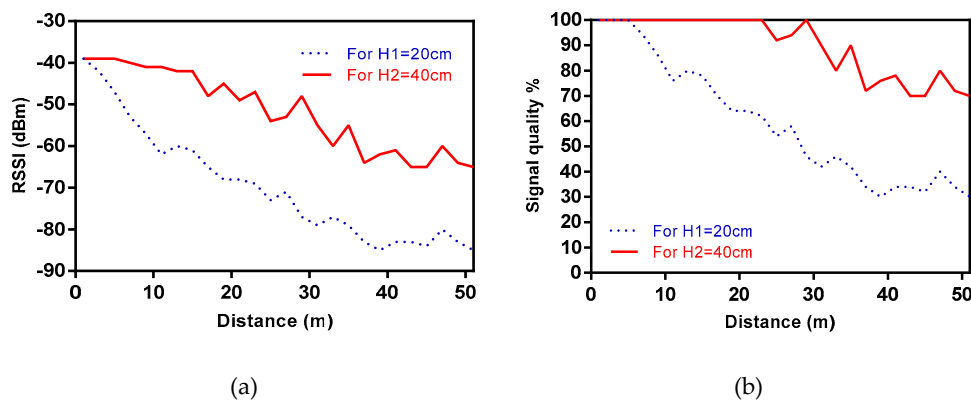 (a)
RSSI (dBm)
-30
-40
-50
-60
-70
-80
-90
For H1=20cm
For H2=40cm
0 10 20 30 40 50
Distance (m)
(b)
Signal quality %
100
90
80
70
60
50
40
30
20
10
0
For H1=20cm
For H2=40cm
0 10 20 30 40 50
Distance (m)
(a)
(b)